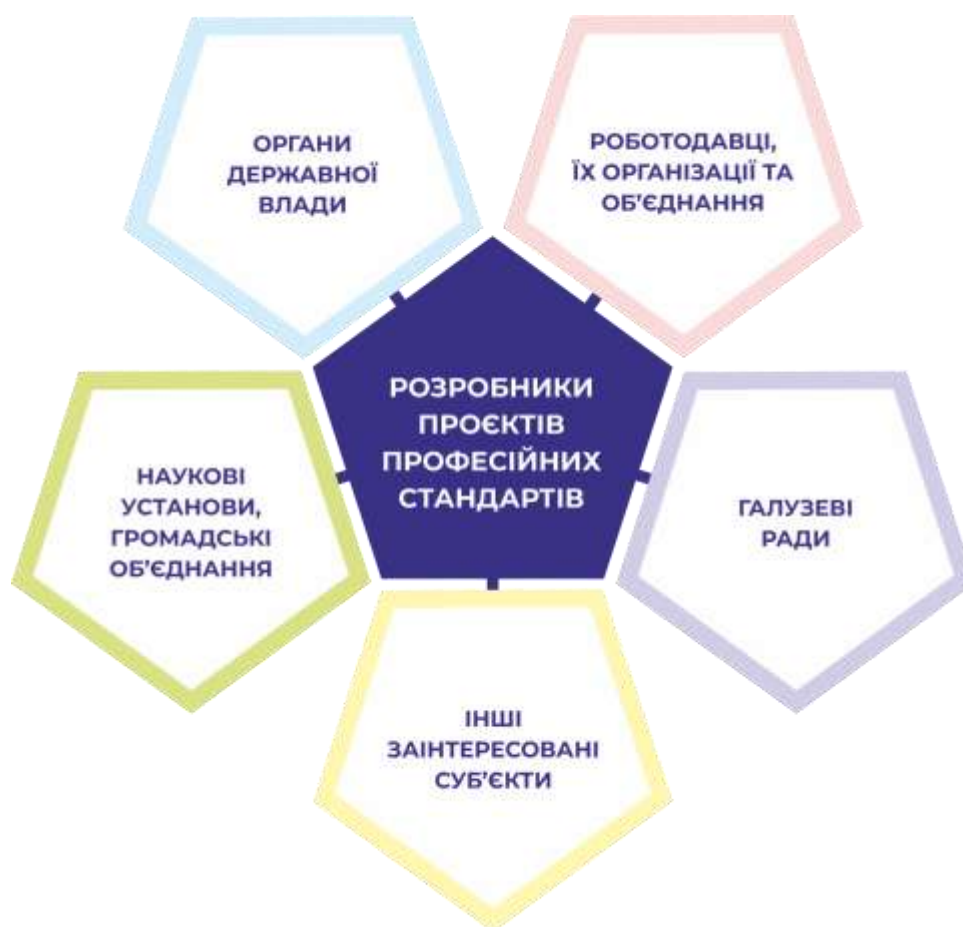 ОРГАНИ
ДЕРЖАВНОЇ
ВЛАДИ
РОБОТОДАВЦІ,
ЇХ ОРГАНІЗАЦІЇ ТА
ОБ’ЄДНАННЯ
РОЗРОБНИКИ
ПРОЄКТІВ
ПРОФЕСІЙНИХ
СТАНДАРТІВ
НАУКОВІ
УСТАНОВИ,
ГРОМАДСЬКІ
ОБ’ЄДНАННЯ
ГАЛУЗЕВІ
РАДИ
ІНШІ
ЗАІНТЕРЕСОВАНІ
СУБ’ЄКТИ